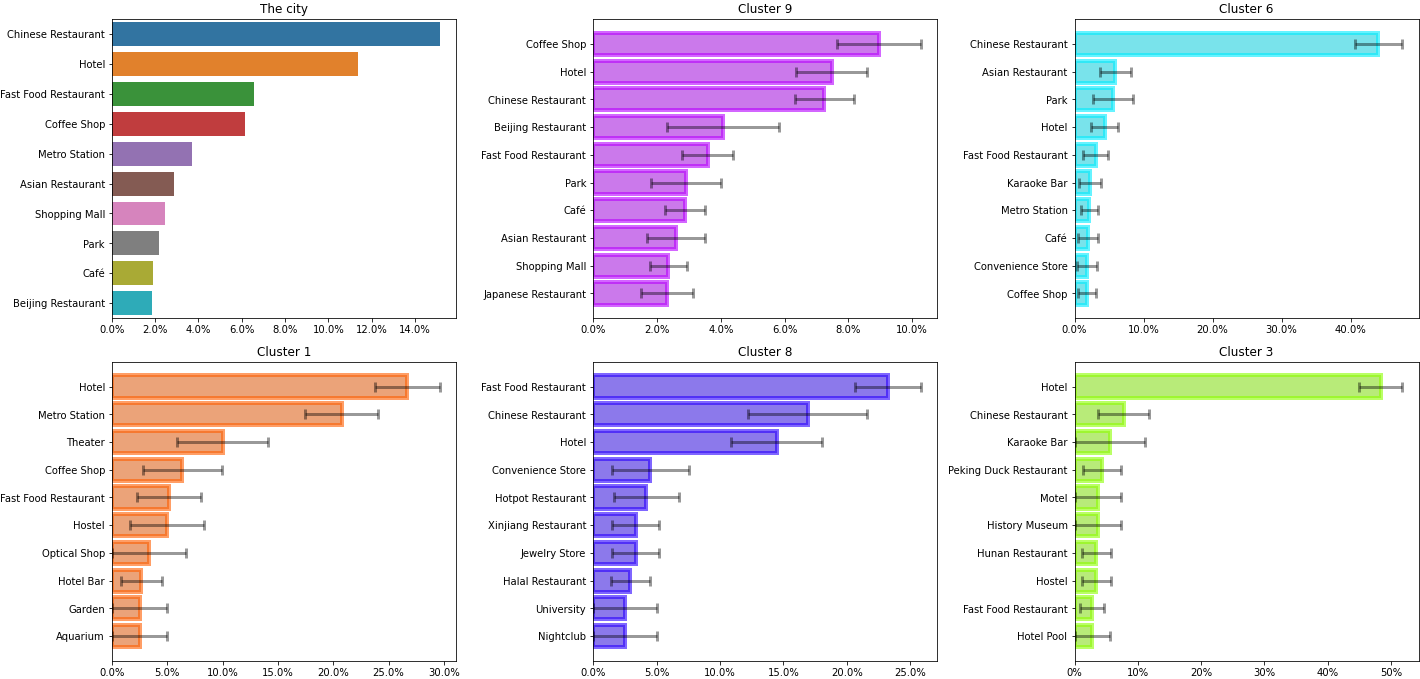 The city
Chinese Restaurant
Hotel
Fast Food Restaurant
Coffee Shop
Metro Station
Asian Restaurant
Shopping Mall
Park
Café
Beijing Restaurant
0.0% 2.0% 4.0% 6.0% 8.0% 10.0% 12.0% 14.0%
Cluster 9
Coffee Shop
Hotel
Chinese Restaurant
Beijing Restaurant
Fast Food Restaurant
Park
Café
Asian Restaurant
Shopping Mall
Japanese Restaurant
0.0% 2.0% 4.0% 6.0% 8.0% 10.0%
Cluster 6
Chinese Restaurant
Asian Restaurant
Park
Hotel
Fast Food Restaurant
Karaoke Bar
Metro Station
Café
Convenience Store
Coffee Shop
0.0% 10.0% 20.0% 30.0% 40.0%
Cluster 1
Hotel
Metro Station
Theater
Coffee Shop
Fast Food Restaurant
Hostel
Optical Shop
Hotel Bar
Garden
Aquarium
0.0% 5.0% 10.0% 15.0% 20.0% 25.0% 30.0%
Cluster 8
Fast Food Restaurant
Chinese Restaurant
Hotel
Convenience Store
Hotpot Restaurant
Xinjiang Restaurant
Jewelry Store
Halal Restaurant
University
Nightclub
0.0% 5.0% 10.0% 15.0% 20.0% 25.0%
Cluster 3
Hotel
Chinese Restaurant
Karaoke Bar
Peking Duck Restaurant
Motel
History Museum
Hunan Restaurant
Hostel
Fast Food Restaurant
Hotel Pool
0% 10% 20% 30% 40% 50%